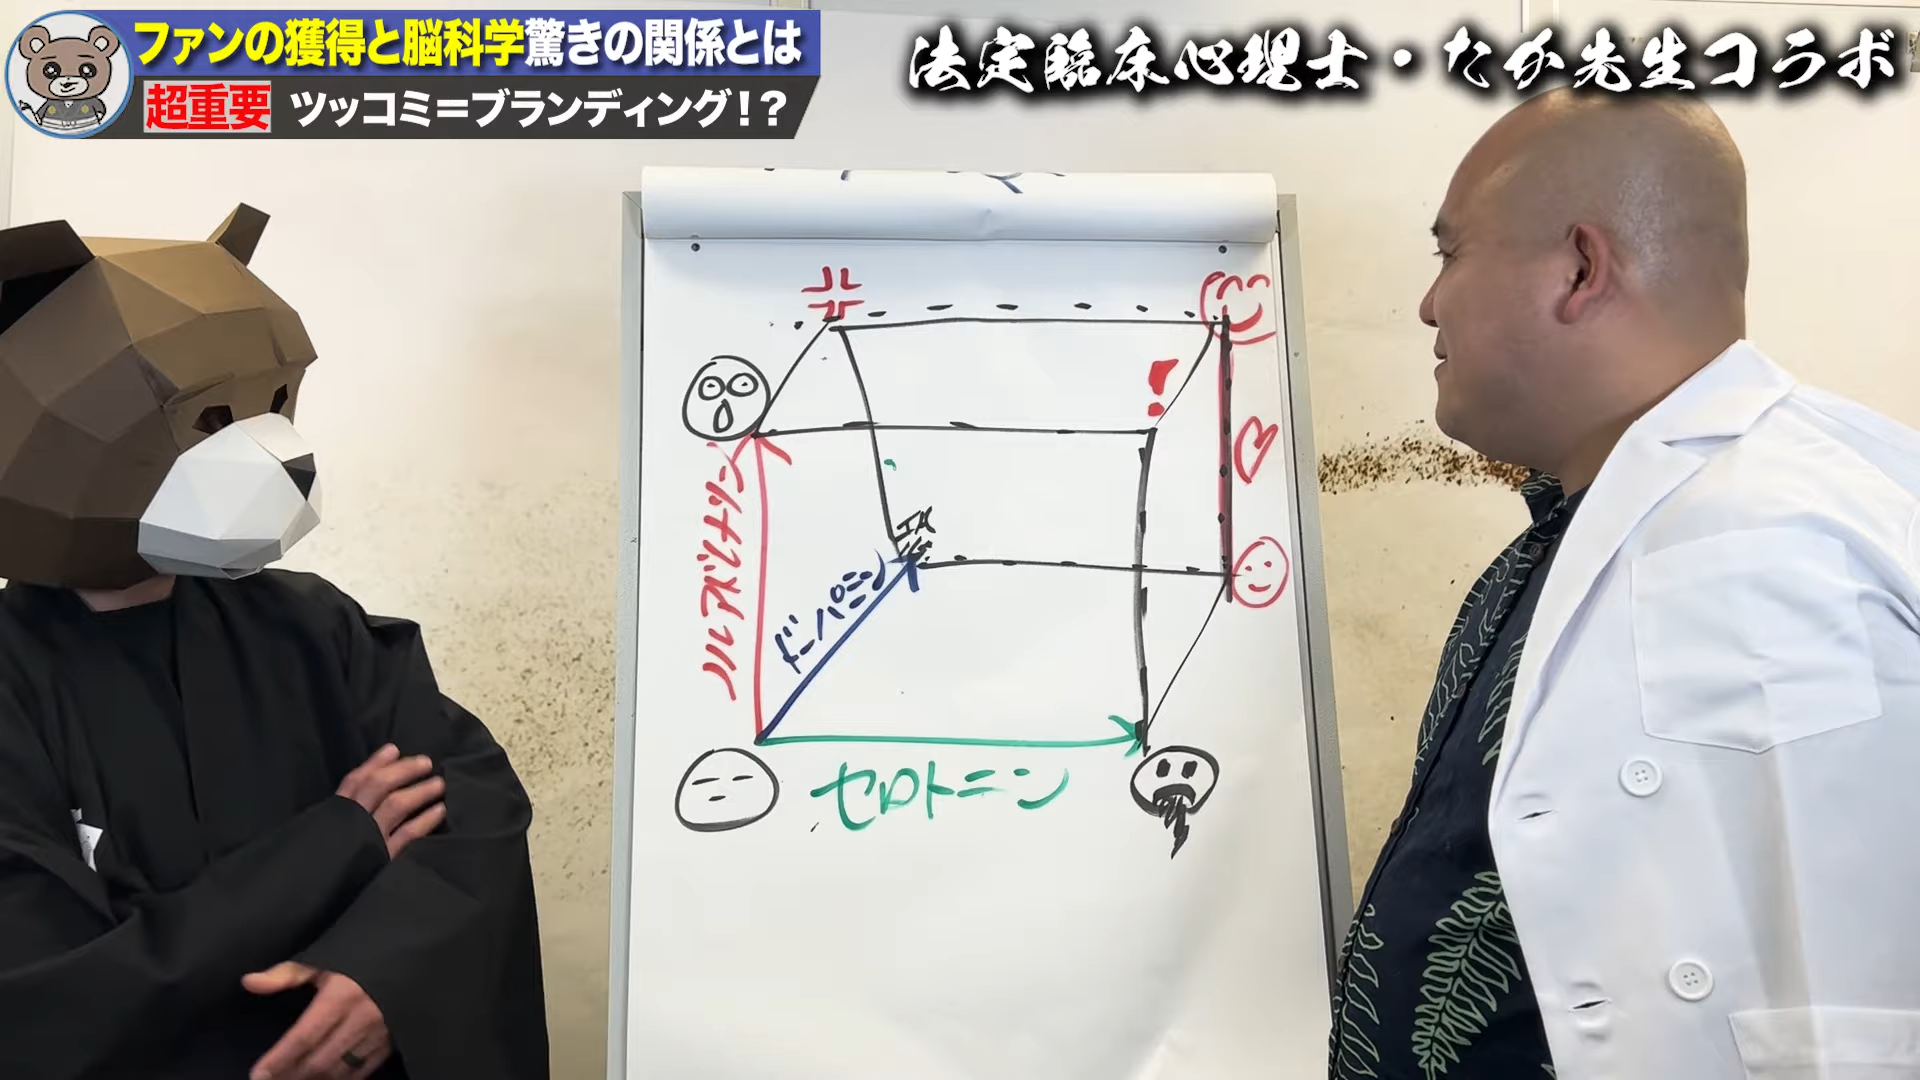 ファンの獲得と脳科学驚きの関係とは
超重要 ツッコミ＝ブランディング！？
法定臨床心理士・たか先生コラボ
!
ノルアドレナリン
ドーパミン
セロトニン